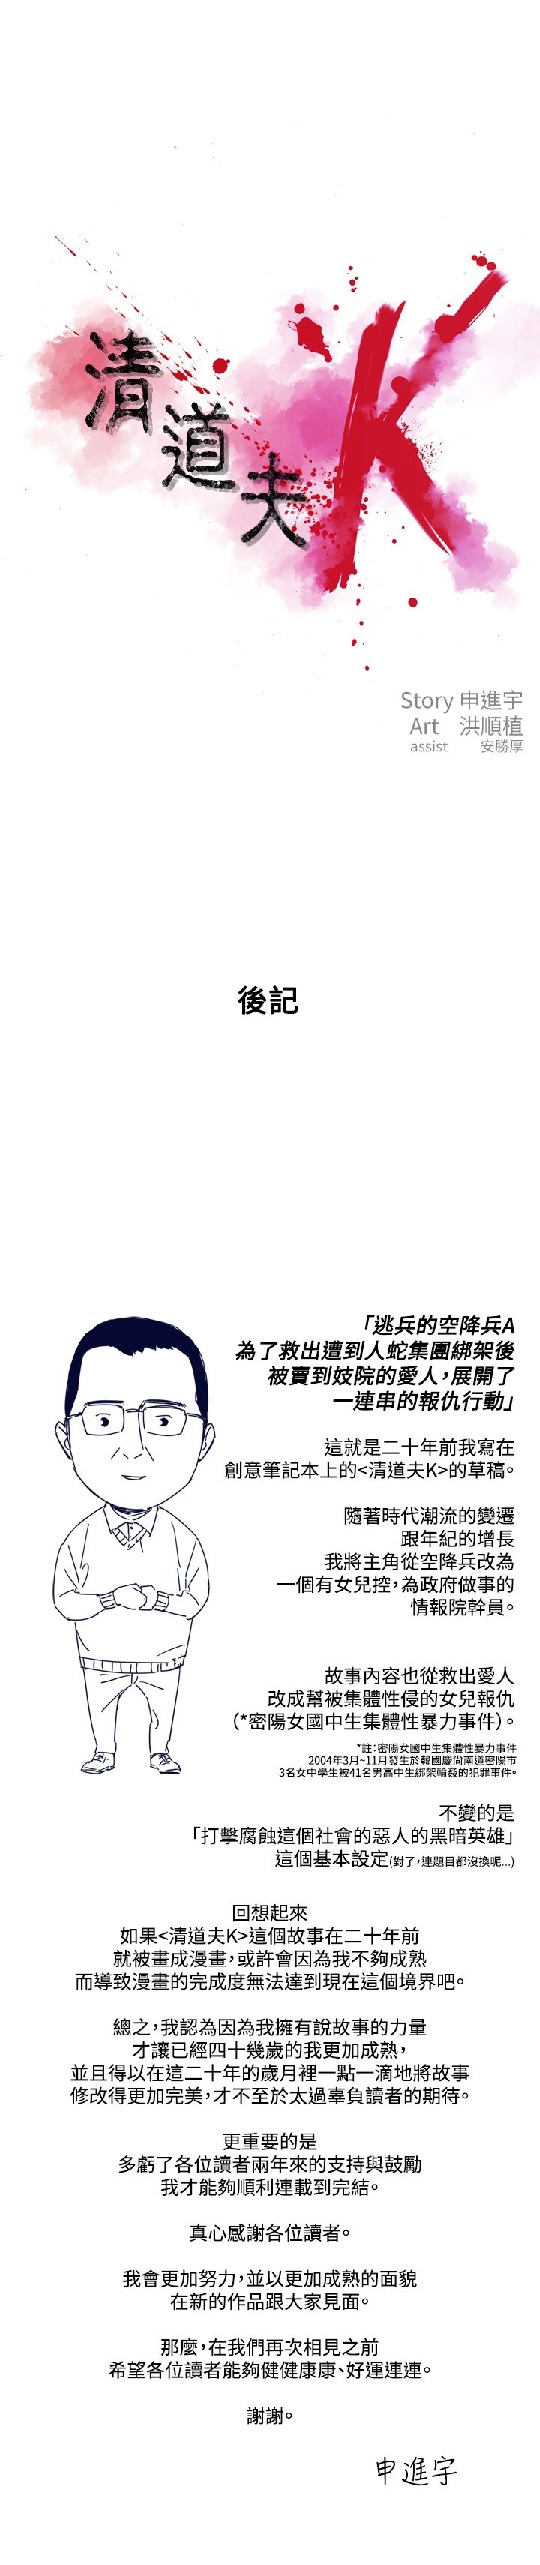 清道夫K
Story 申進宇
Art 洪順植
assist 安勝厚
後記
「逃兵的空降兵A
為了救出遭到人蛇集團綁架後
被賣到妓院的愛人，展開了
一連串的報仇行動」
這就是二十年前我寫在
創意筆記本上的<清道夫K>的草稿。
隨著時代潮流的變遷
跟年紀的增長
我將主角從空降兵改為
一個有女兒控，為政府做事的
情報院幹員。
故事內容也從救出愛人
改成幫被集體性侵的女兒報仇
（*密陽女國中生集體性暴力事件）。
*註：密陽女國中生集體性暴力事件
2004年3月~11月發生於韓國慶尚南道密陽市
3名女中學生被41名男高中生綁架輪姦的犯罪事件。
不變的是
「打擊腐蝕這個社會的惡人的黑暗英雄」
這個基本設定(對了，連題目都沒換呢...)
回想起來
如果<清道夫K>這個故事在二十年前
就被畫成漫畫，或許會因為我不夠成熟
而導致漫畫的完成度無法達到現在這個境界吧。
總之，我認為因為我擁有說故事的力量
才讓已經四十幾歲的我更加成熟，
並且得以在這二十年的歲月裡一點一滴地將故事
修改得更加完美，才不至於太過辜負讀者的期待。
更重要的是
多虧了各位讀者兩年來的支持與鼓勵
我才能夠順利連載到完結。
真心感謝各位讀者。
我會更加努力，並以更加成熟的面貌
在新的作品跟大家見面。
那麼，在我們再次相見之前
希望各位讀者能夠健健康康、好運連連。
謝謝。
申進宇